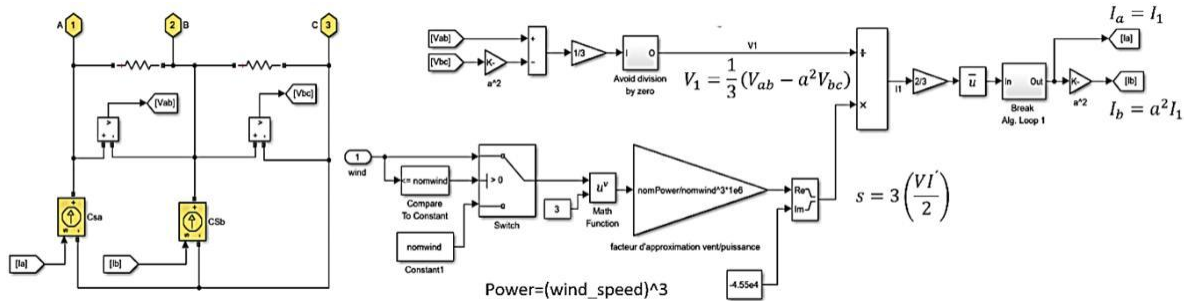 A 1
2 B
C 3
[Vab]
[Vbc]
+ -
+ -
Csa
CSb
[Ia]
[Ib]
[Vab]
[Vbc]
K-
a^2
+
-
1/3
I O
Avoid division
by zero
V1
V₁ = 1/3 (Vab − a²Vbc)
÷
×
I1
2/3
u
In Out
Break
Alg. Loop 1
Ia = I₁
[Ia]
K-
a^2
[Ib]
Ib = a²I₁
1
wind
<= nomwind
Compare
To Constant
nomwind
Constant1
> 0
Switch
3
uᵛ
Math
Function
nomPower/nomwind^3*1e6
facteur d'approximation vent/puissance
Re
Im
-4.55e4
s = 3 (VI′/2)
Power=(wind_speed)^3